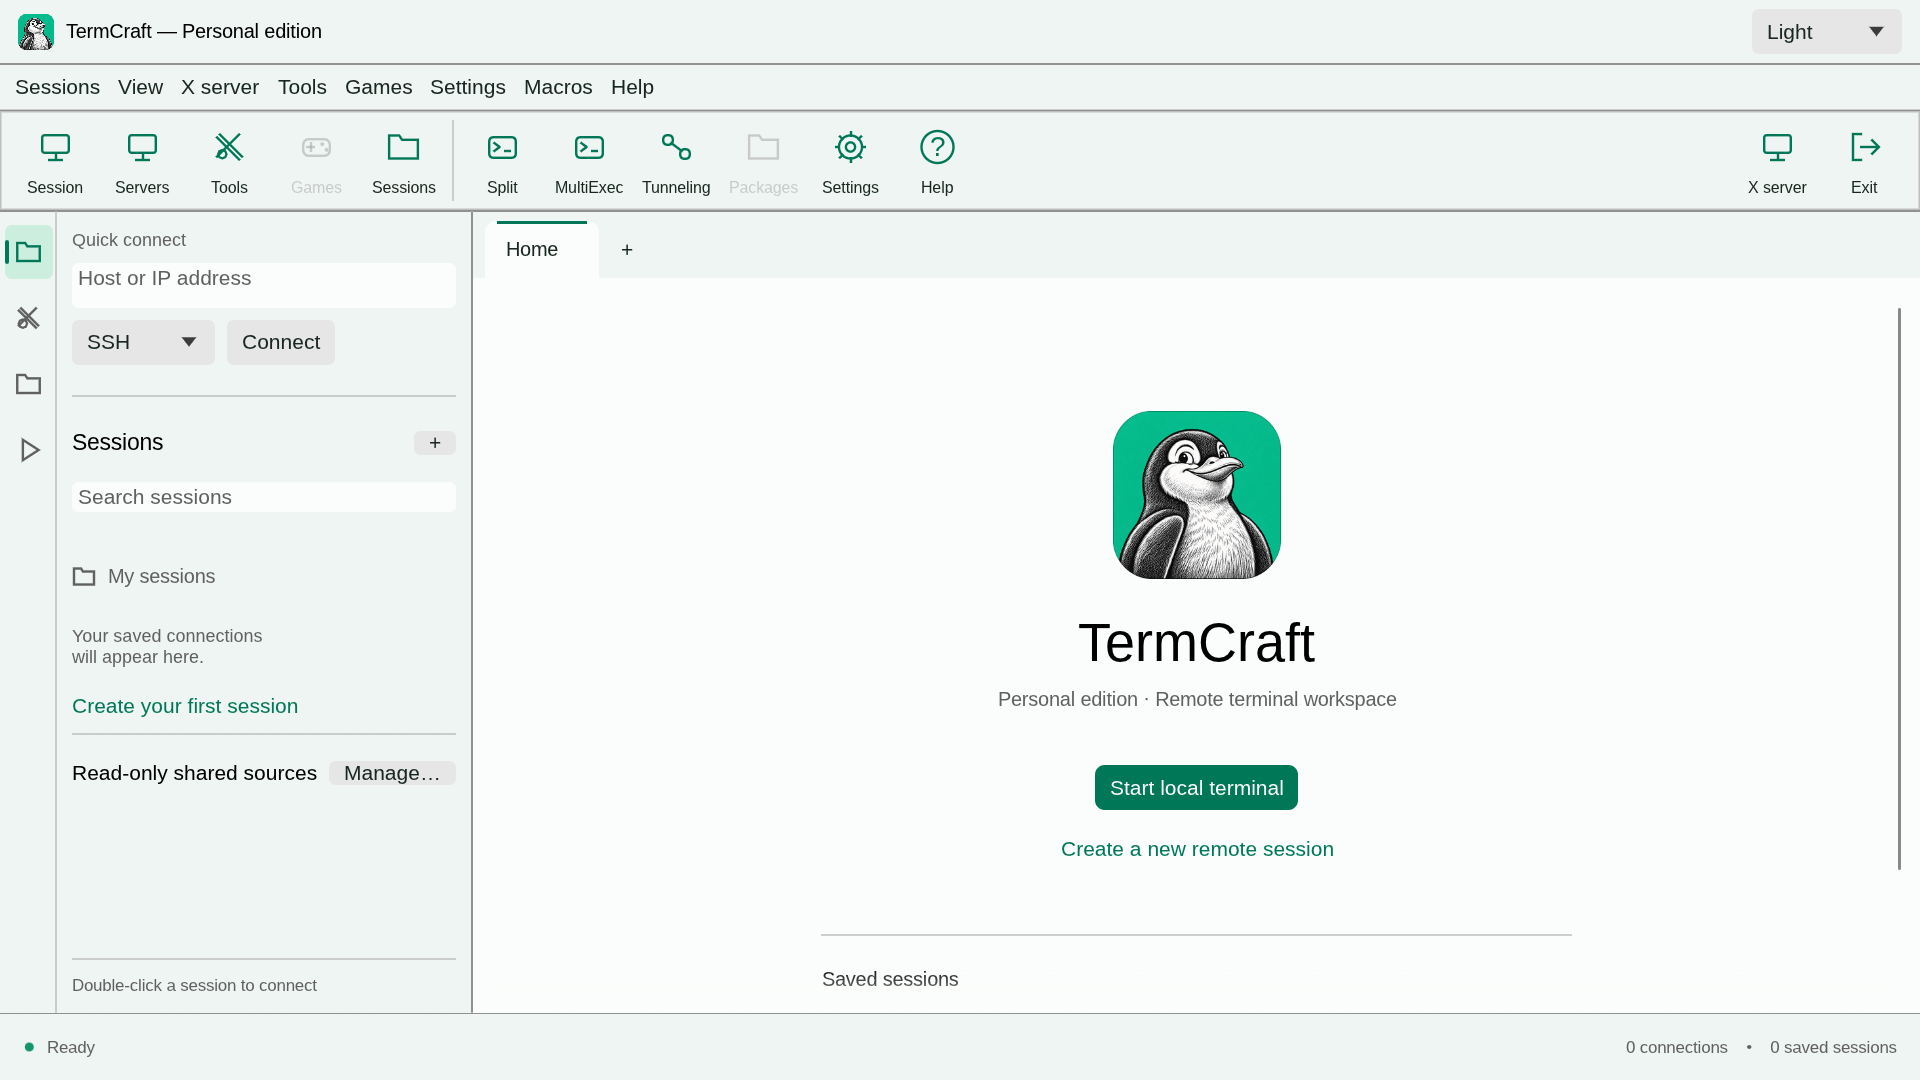 TermCraft — Personal edition
Light
Sessions View X server Tools Games Settings Macros Help
Session Servers Tools Games Sessions Split MultiExec Tunneling Packages Settings Help X server Exit
Quick connect
Host or IP address
SSH Connect
Sessions +
Search sessions
My sessions
Your saved connections
will appear here.
Create your first session
Read-only shared sources Manage…
Double-click a session to connect
Home +
TermCraft
Personal edition · Remote terminal workspace
Start local terminal
Create a new remote session
Saved sessions
Ready
0 connections • 0 saved sessions